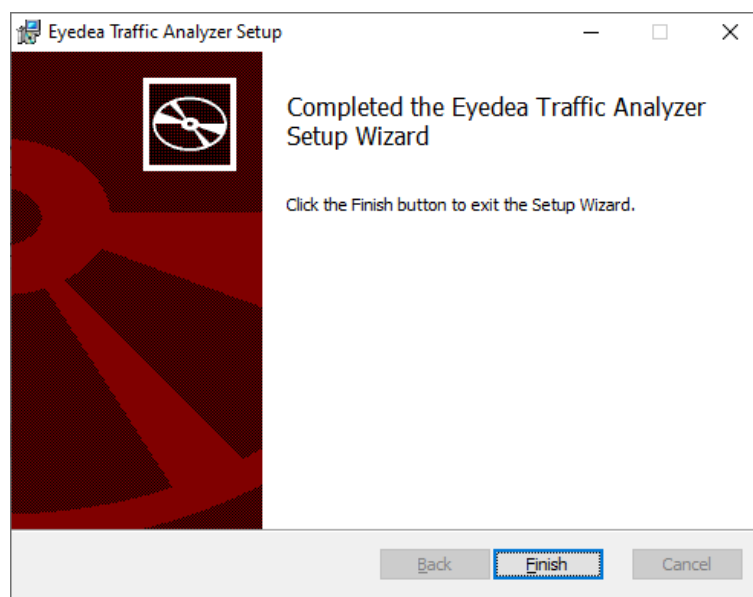 Eyedea Traffic Analyzer Setup
Completed the Eyedea Traffic Analyzer
Setup Wizard
Click the Finish button to exit the Setup Wizard.
Back
Finish
Cancel